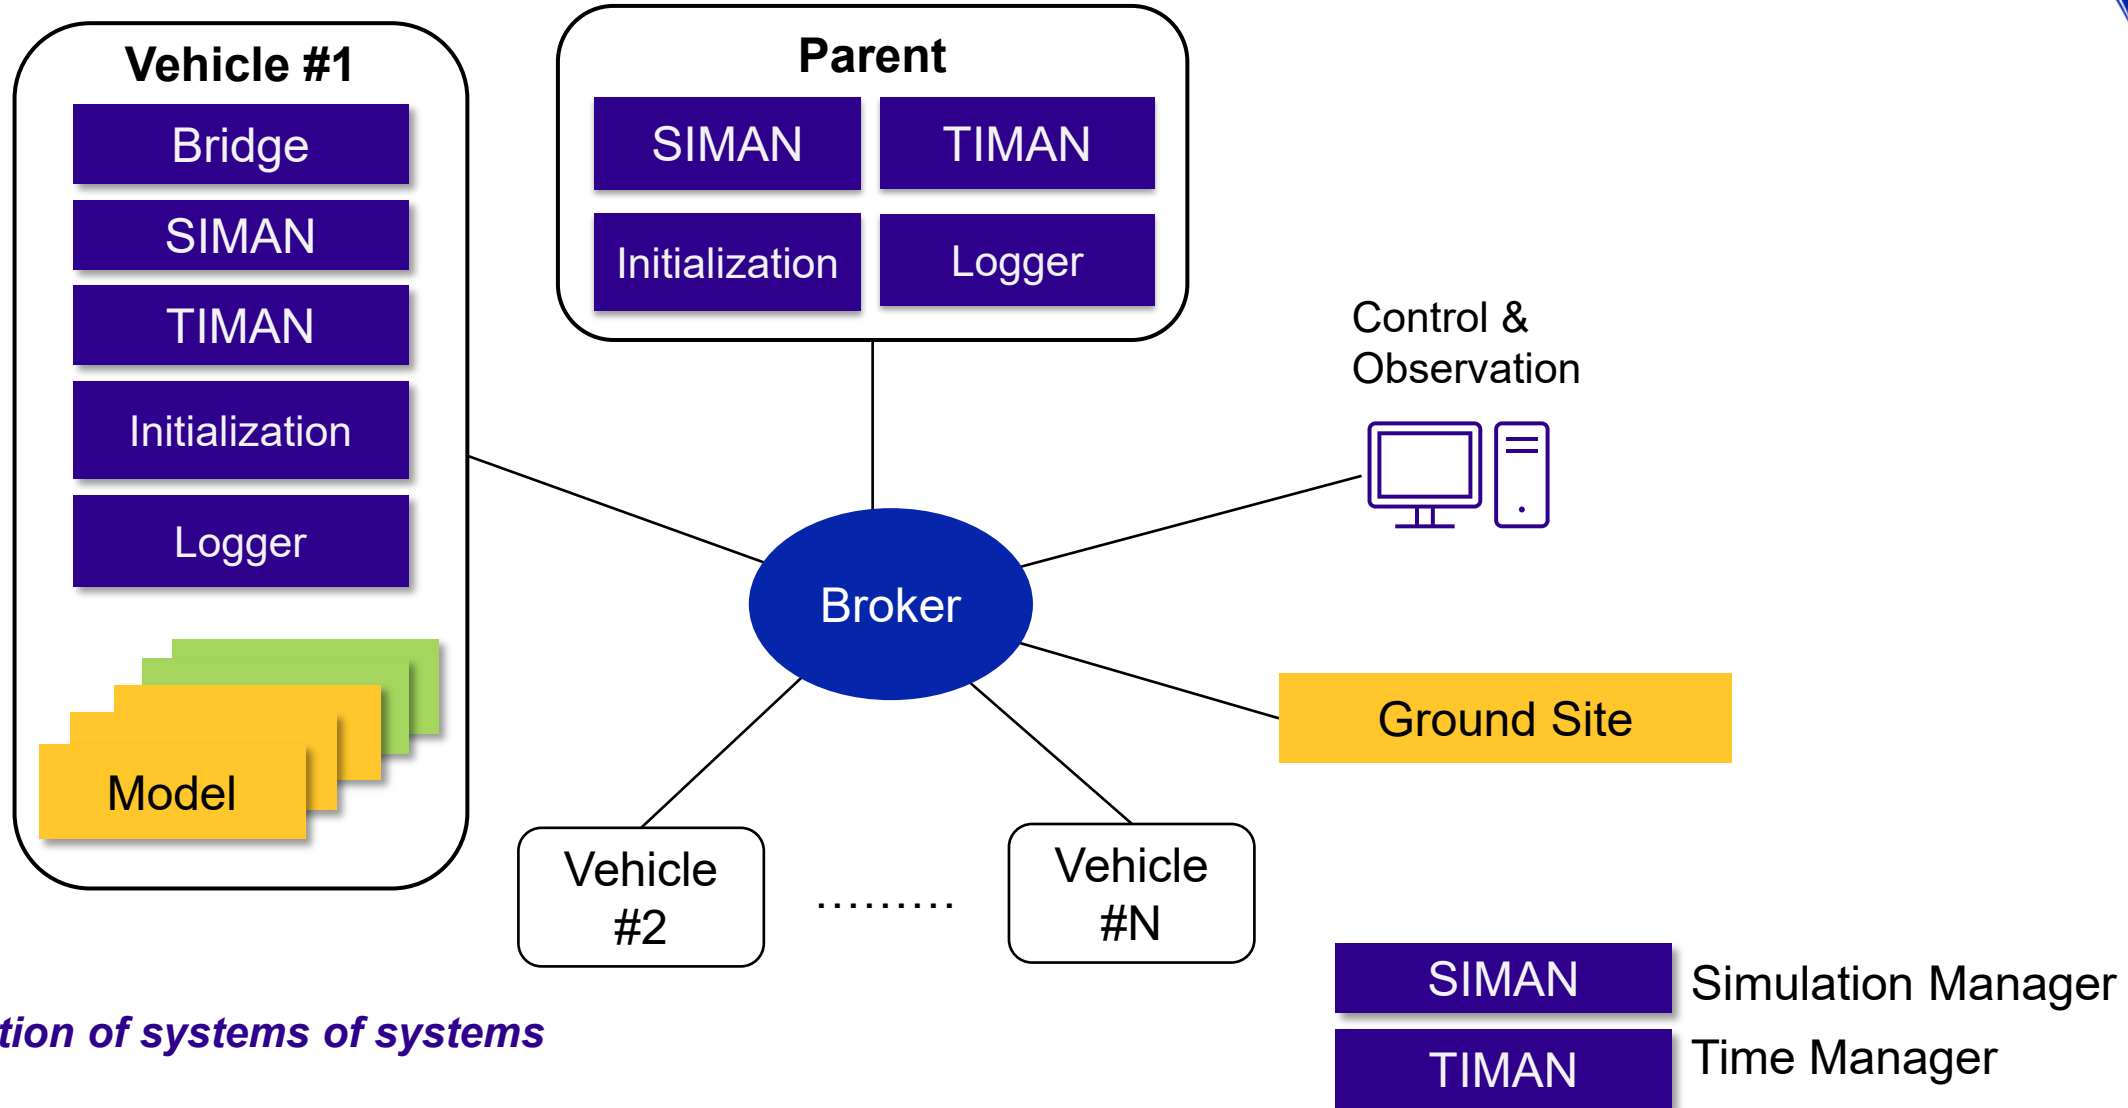 Vehicle #1
Bridge
SIMAN
TIMAN
Initialization
Logger
Model
Parent
SIMAN
TIMAN
Initialization
Logger
Control &
Observation
Broker
Ground Site
Vehicle
#2
.........
Vehicle
#N
SIMAN
Simulation Manager
TIMAN
Time Manager
of systems of systems